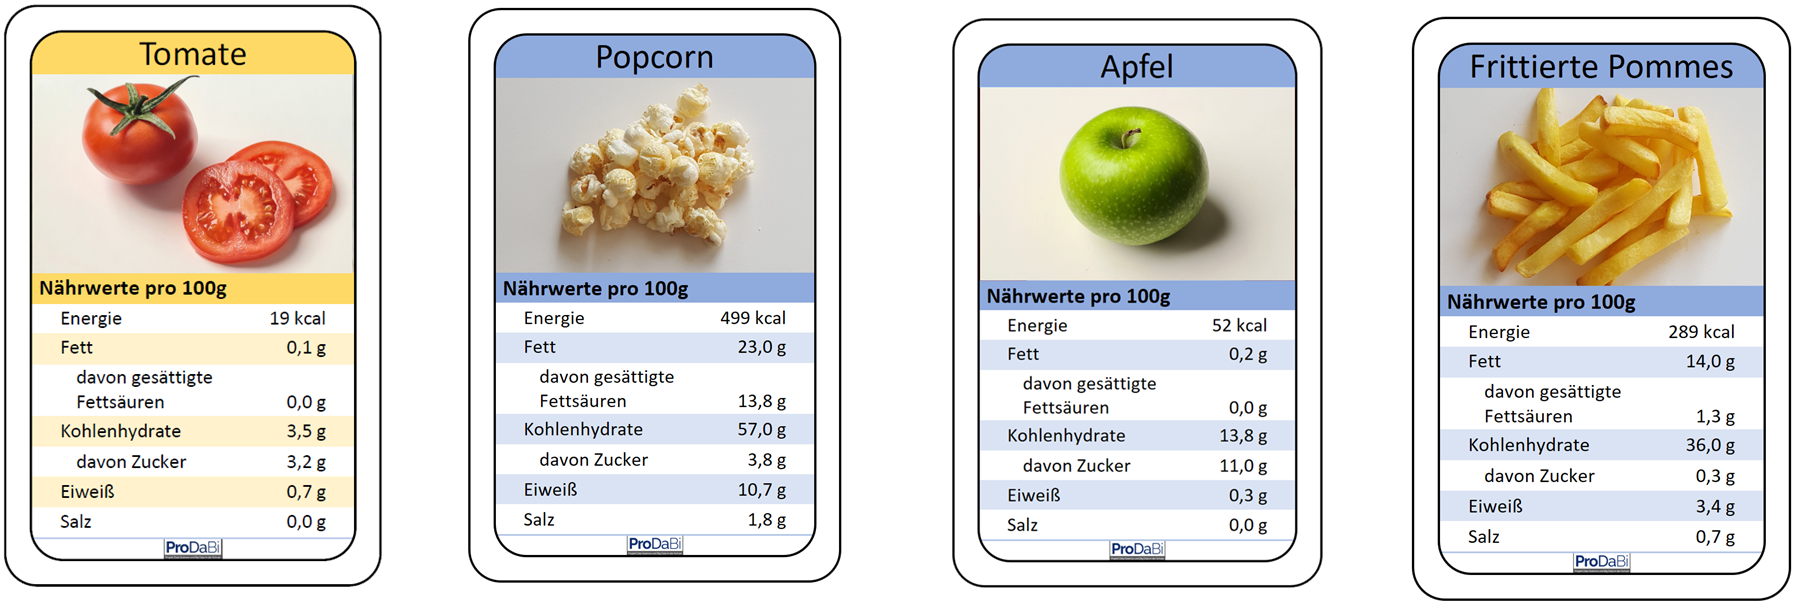 Tomate
Nährwerte pro 100g
Energie 19 kcal
Fett 0,1 g
davon gesättigte
Fettsäuren 0,0 g
Kohlenhydrate 3,5 g
davon Zucker 3,2 g
Eiweiß 0,7 g
Salz 0,0 g
ProDaBi
Popcorn
Nährwerte pro 100g
Energie 499 kcal
Fett 23,0 g
davon gesättigte
Fettsäuren 13,8 g
Kohlenhydrate 57,0 g
davon Zucker 3,8 g
Eiweiß 10,7 g
Salz 1,8 g
ProDaBi
Apfel
Nährwerte pro 100g
Energie 52 kcal
Fett 0,2 g
davon gesättigte
Fettsäuren 0,0 g
Kohlenhydrate 13,8 g
davon Zucker 11,0 g
Eiweiß 0,3 g
Salz 0,0 g
ProDaBi
Frittierte Pommes
Nährwerte pro 100g
Energie 289 kcal
Fett 14,0 g
davon gesättigte
Fettsäuren 1,3 g
Kohlenhydrate 36,0 g
davon Zucker 0,3 g
Eiweiß 3,4 g
Salz 0,7 g
ProDaBi